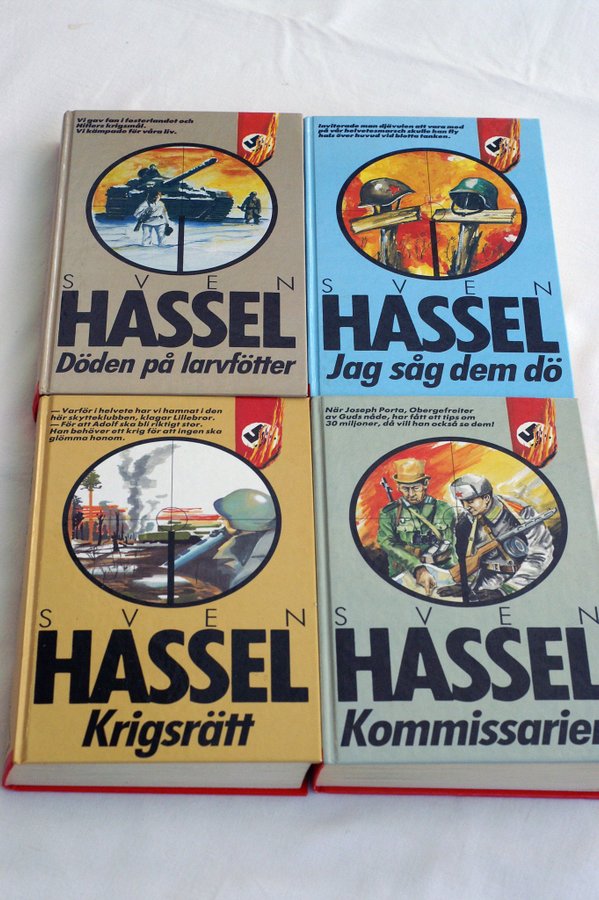 Vi gav fan i fosterlandet och
Hitlers krigsmål.
Vi kämpade för våra liv.
SVEN
HASSEL
Döden på larvfötter
Inviterade man djävulen att vara med
på vår helvetesmarsch skulle han fly
hals över huvud vid blotta tanken.
SVEN
HASSEL
Jag såg dem dö
— Varför i helvete har vi hamnat i den
här skytteklubben, klagar Lillebror.
— För att Adolf ska bli riktigt stor.
Han behöver ett krig för att ingen ska
glömma honom.
SVEN
HASSEL
Krigsrätt
När Joseph Porta, Obergefreiter
av Guds nåde, har fått ett tips om
30 miljoner, då vill han också se dem!
SVEN
HASSEL
Kommissarien